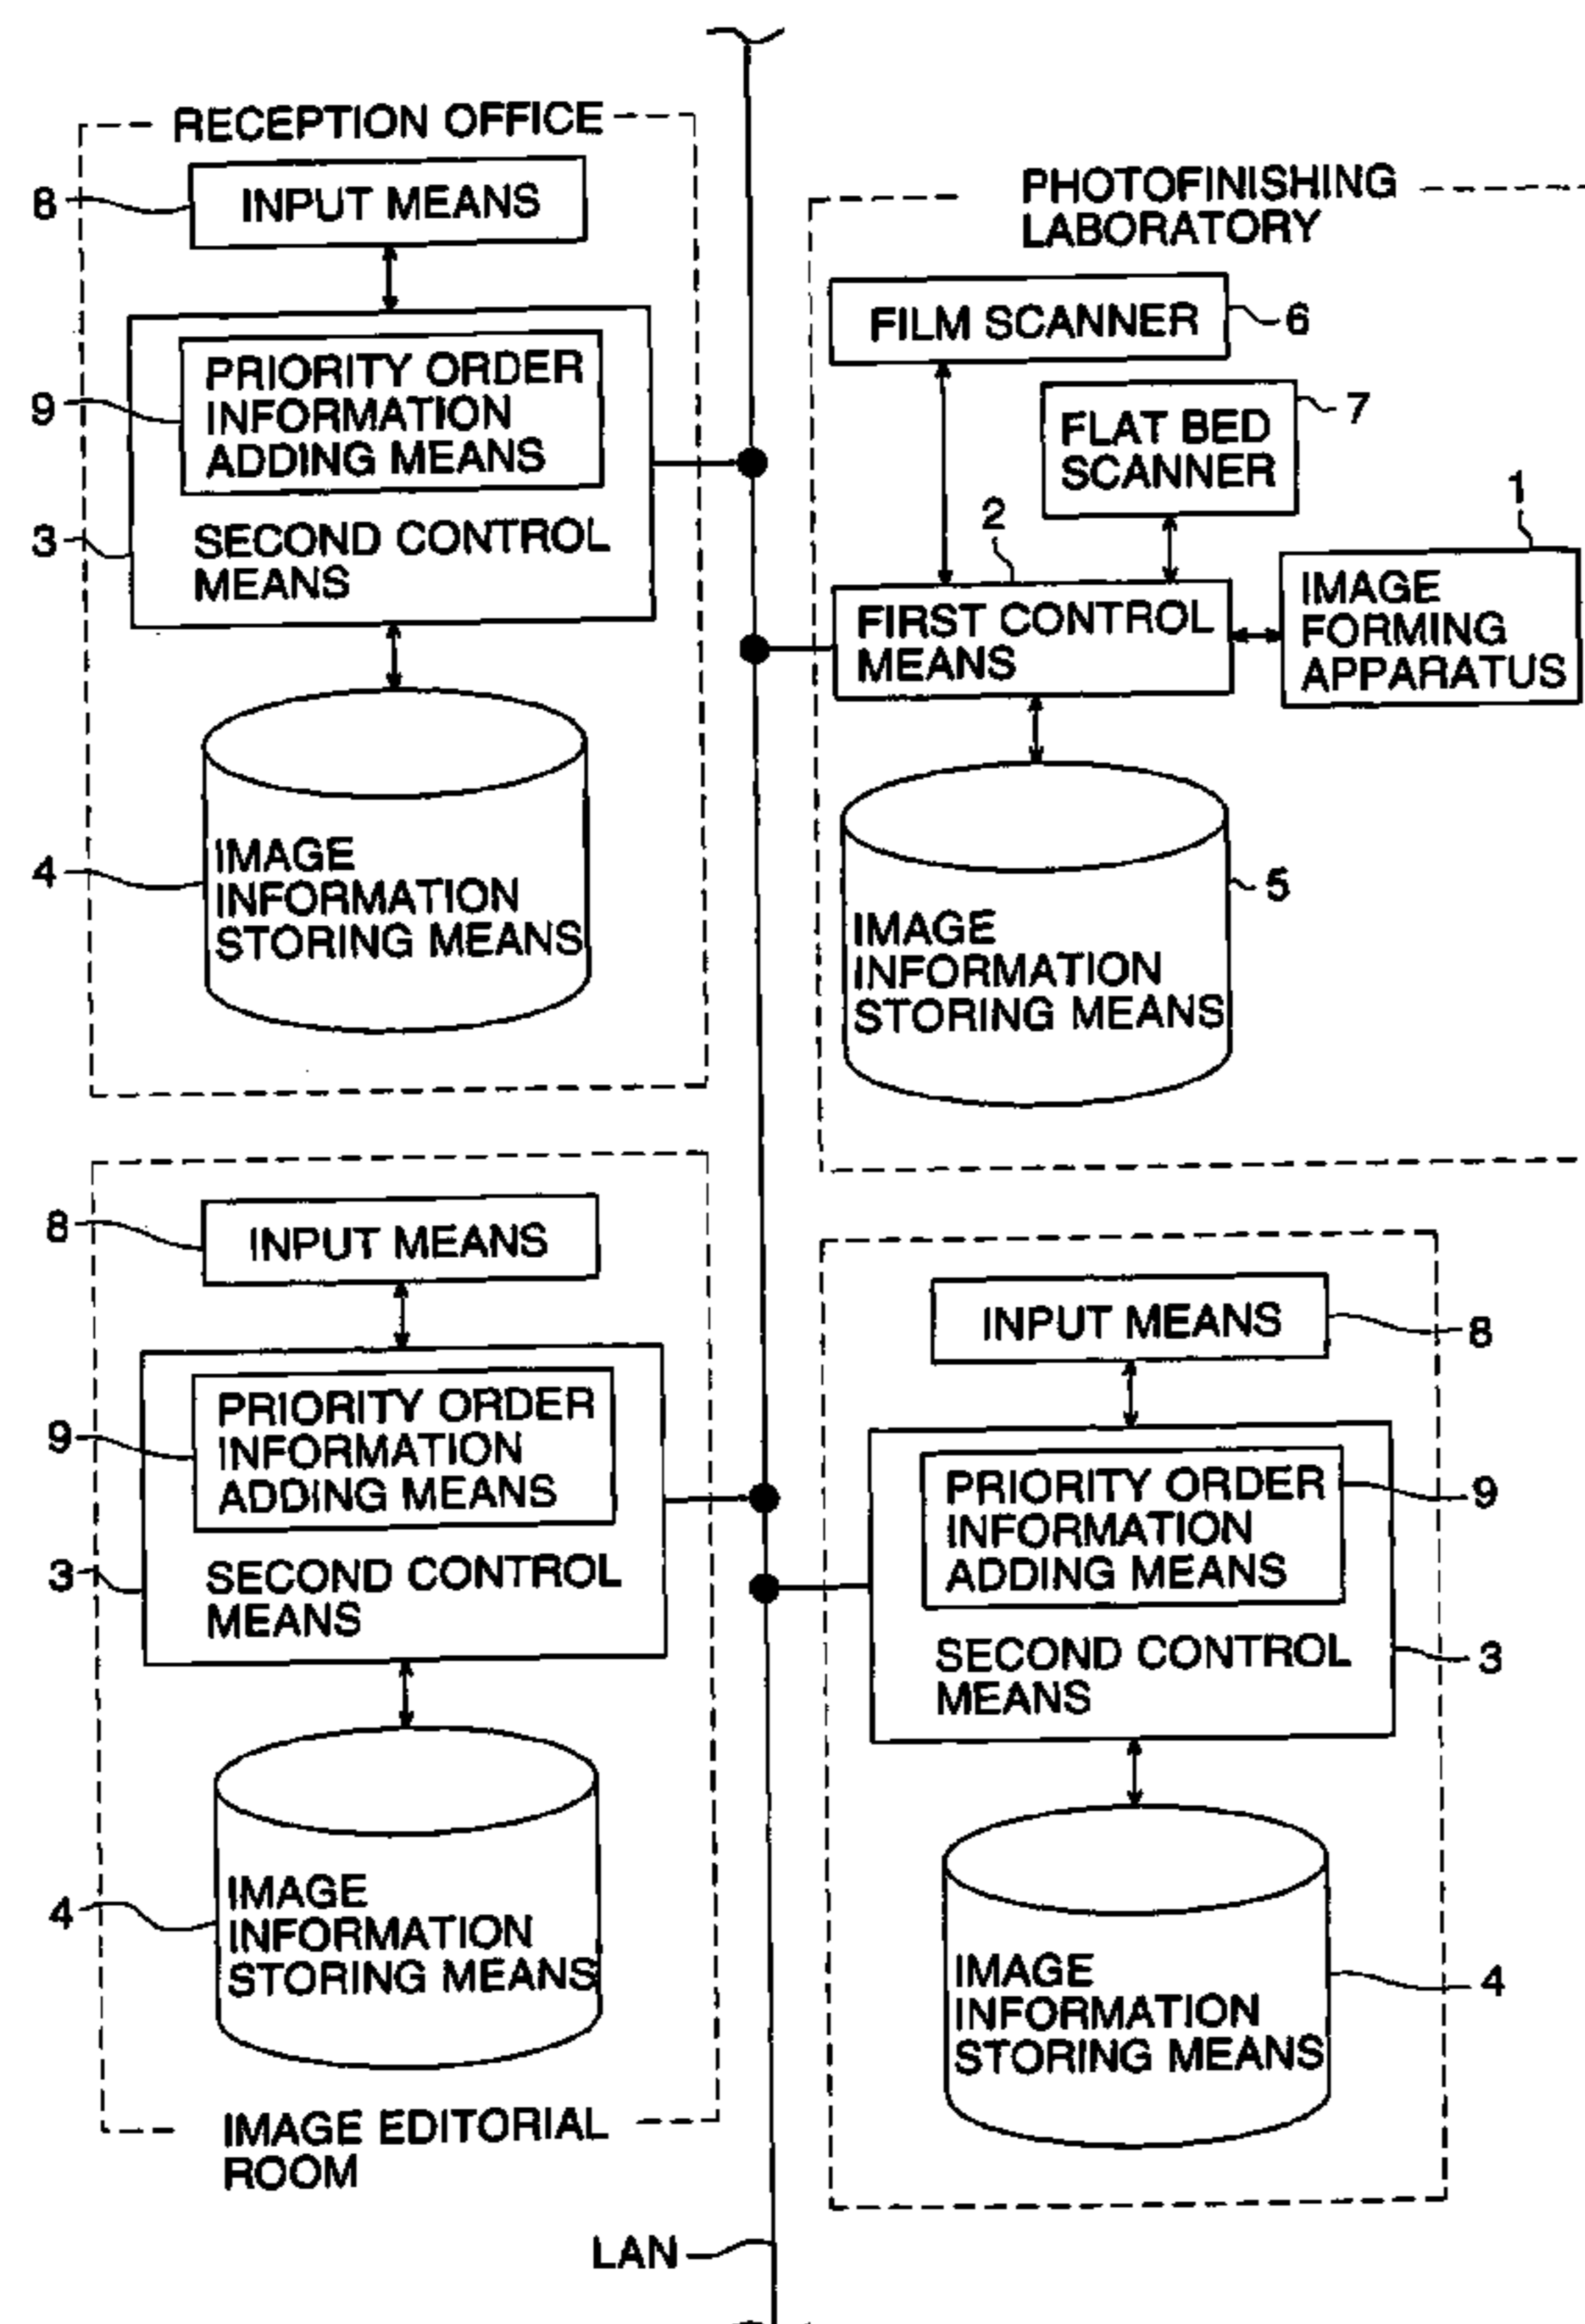 RECEPTION OFFICE
8
INPUT MEANS
9
PRIORITY ORDER
INFORMATION
ADDING MEANS
3
SECOND CONTROL
MEANS
4
IMAGE
INFORMATION
STORING MEANS
PHOTOFINISHING
LABORATORY
FILM SCANNER
6
FLAT BED
SCANNER
7
2
FIRST CONTROL
MEANS
1
IMAGE
FORMING
APPARATUS
IMAGE
INFORMATION
STORING MEANS
5
8
INPUT MEANS
9
PRIORITY ORDER
INFORMATION
ADDING MEANS
3
SECOND CONTROL
MEANS
4
IMAGE
INFORMATION
STORING MEANS
IMAGE EDITORIAL
ROOM
INPUT MEANS
8
PRIORITY ORDER
INFORMATION
ADDING MEANS
9
SECOND CONTROL
MEANS
3
IMAGE
INFORMATION
STORING MEANS
4
LAN